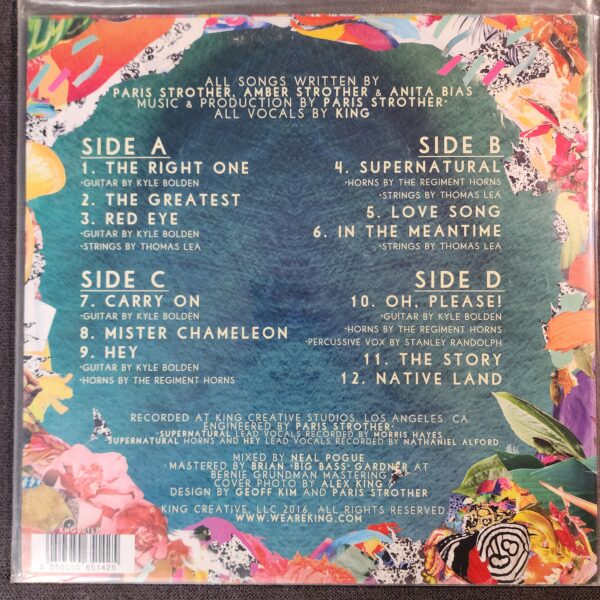 ALL SONGS WRITTEN BY
PARIS STROTHER, AMBER STROTHER & ANITA BIAS
MUSIC & PRODUCTION BY PARIS STROTHER
ALL VOCALS BY KING
SIDE A
1. THE RIGHT ONE
•GUITAR BY KYLE BOLDEN
2. THE GREATEST
3. RED EYE
•GUITAR BY KYLE BOLDEN
•STRINGS BY THOMAS LEA
SIDE B
4. SUPERNATURAL
•HORNS BY THE REGIMENT HORNS
•STRINGS BY THOMAS LEA
5. LOVE SONG
6. IN THE MEANTIME
•STRINGS BY THOMAS LEA
SIDE C
7. CARRY ON
•GUITAR BY KYLE BOLDEN
8. MISTER CHAMELEON
9. HEY
•GUITAR BY KYLE BOLDEN
•HORNS BY THE REGIMENT HORNS
SIDE D
10. OH, PLEASE!
•GUITAR BY KYLE BOLDEN
•HORNS BY THE REGIMENT HORNS
PERCUSSIVE VOX BY STANLEY RANDOLPH
11. THE STORY
12. NATIVE LAND
RECORDED AT KING CREATIVE STUDIOS, LOS ANGELES, CA
ENGINEERED BY PARIS STROTHER•
•SUPERNATURAL LEAD VOCALS RECORDED BY MORRIS HAYES
SUPERNATURAL HORNS AND HEY LEAD VOCALS RECORDED BY NATHANIEL ALFORD
MIXED BY NEAL POGUE
MASTERED BY BRIAN "BIG BASS" GARDNER AT
BERNIE GRUNDMAN MASTERING
COVER PHOTO BY ALEX KING
DESIGN BY GEOFF KIM AND PARIS STROTHER
© KING CREATIVE, LLC 2016. ALL RIGHTS RESERVED
WWW.WEAREKING.COM
851425